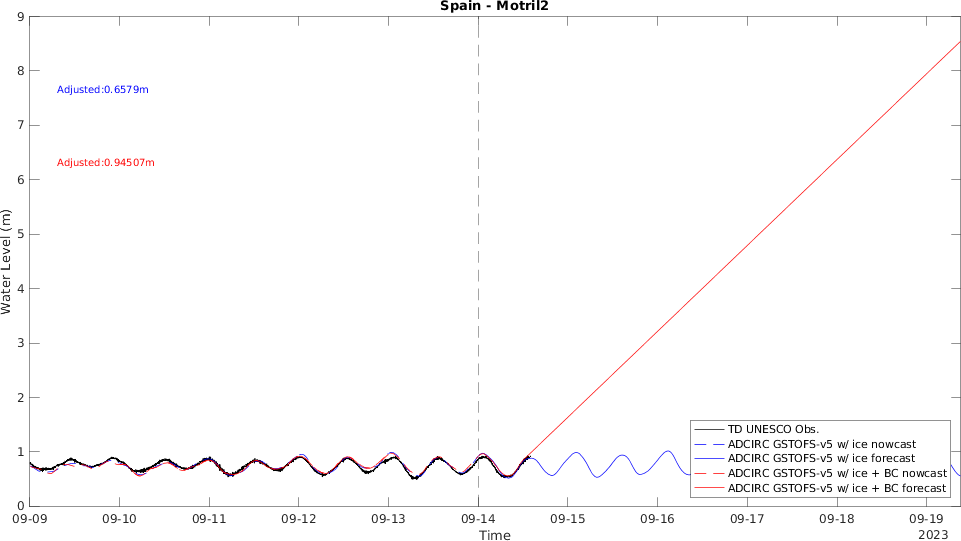 Spain - Motril2
9
8
7
6
5
4
3
2
1
0
Water Level (m)
Adjusted:0.6579m
Adjusted:0.94507m
TD UNESCO Obs.
ADCIRC GSTOFS-v5 w/ ice nowcast
ADCIRC GSTOFS-v5 w/ ice forecast
ADCIRC GSTOFS-v5 w/ ice + BC nowcast
ADCIRC GSTOFS-v5 w/ ice + BC forecast
09-09 09-10 09-11 09-12 09-13 09-14 09-15 09-16 09-17 09-18 09-19
Time
2023